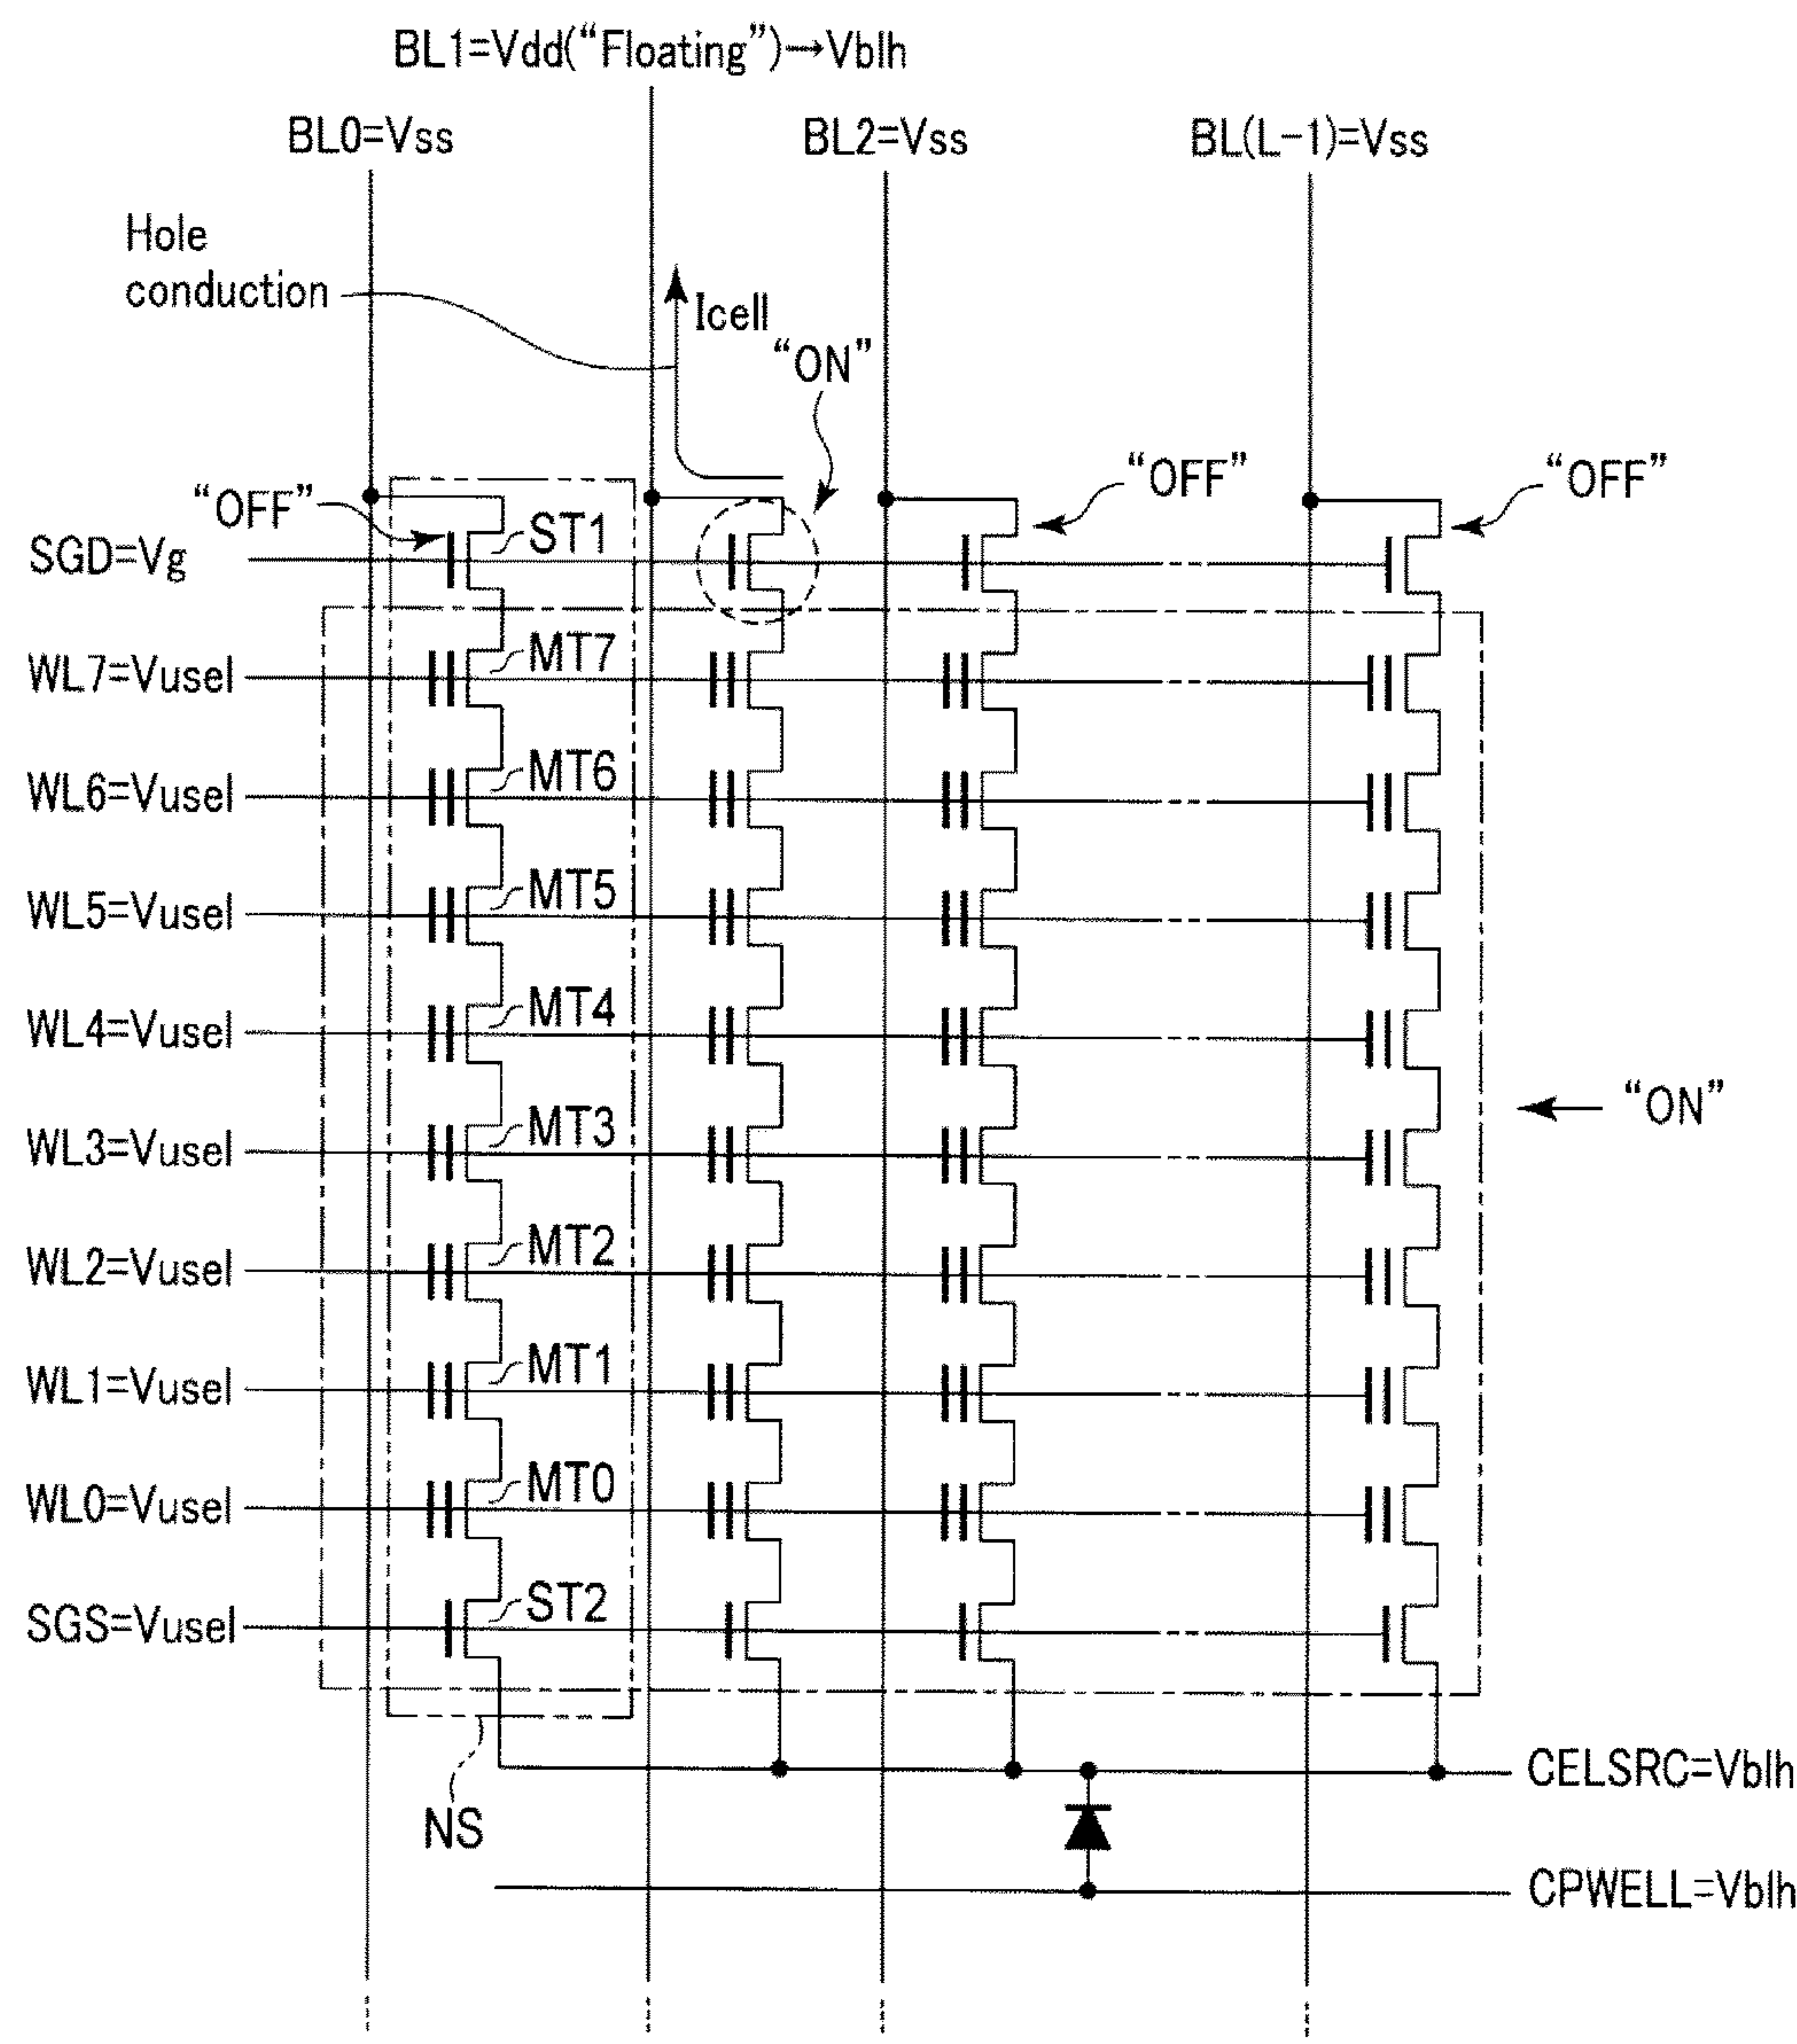 BL1=Vdd(“Floating”)→Vblh
BL0=Vss
BL2=Vss
BL(L-1)=Vss
Hole
conduction
Icell
“ON”
“OFF”
“OFF”
“OFF”
SGD=Vg
ST1
WL7=Vusel
MT7
WL6=Vusel
MT6
WL5=Vusel
MT5
WL4=Vusel
MT4
WL3=Vusel
MT3
“ON”
WL2=Vusel
MT2
WL1=Vusel
MT1
WL0=Vusel
MT0
SGS=Vusel
ST2
NS
CELSRC=Vblh
CPWELL=Vblh